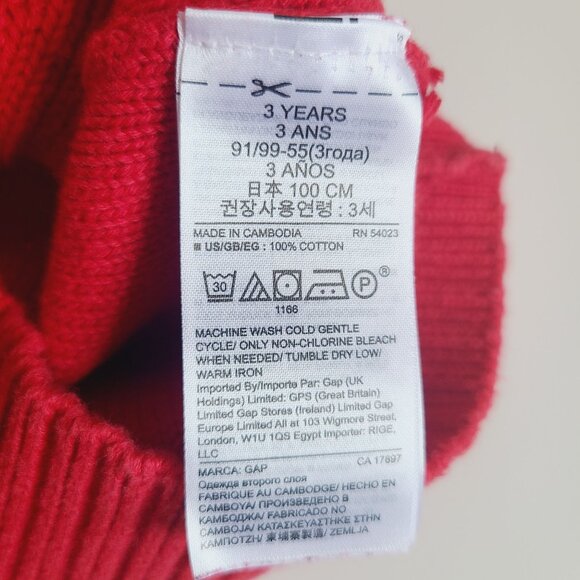 3 YEARS
3 ANS
91/99-55(3года)
3 AÑOS
日本 100 CM
권장사용연령 : 3세
MADE IN CAMBODIA RN 54023
US/GB/EG : 100% COTTON
30 P ®
1166
MACHINE WASH COLD GENTLE
CYCLE/ ONLY NON-CHLORINE BLEACH
WHEN NEEDED/ TUMBLE DRY LOW/
WARM IRON
Imported By/Importe Par: Gap (UK
Holdings) Limited: GPS (Great Britain)
Limited Gap Stores (Ireland) Limited Gap
Europe Limited All at 103 Wigmore Street,
London, W1U 1QS Egypt Importer: RIGE,
LLC
MARCA: GAP CA 17897
Одежда второго слоя
FABRIQUE AU CAMBODGE/ HECHO EN
CAMBOYA/ ПРОИЗВЕДЕНО В
КАМБОДЖА/ FABRICADO NO
CAMBOJA/ ΚΑΤΑΣΚΕΥΑΣΤΗΚΕ ΣΤΗΝ
ΚΑΜΠΟΤΖΗ/ 柬埔寨製造/ ZEMLJA